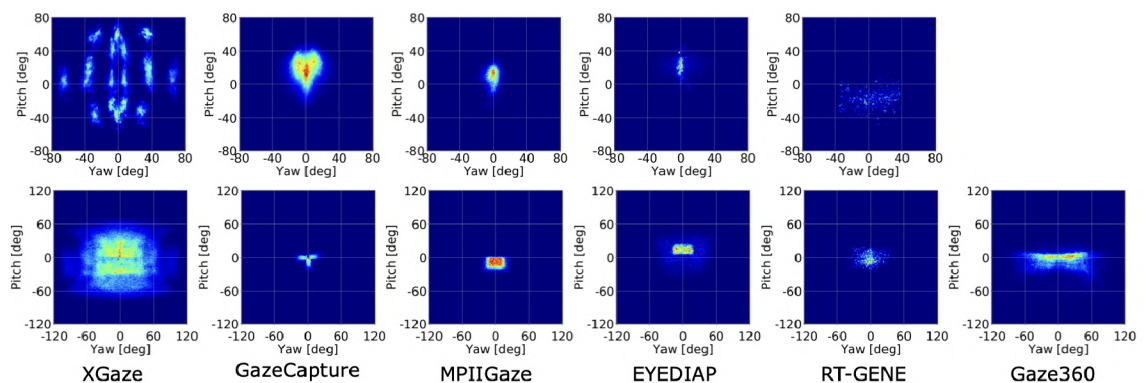 80 80 80 80 80
40 40 40 40 40
Pitch [deg] Pitch [deg] Pitch [deg] Pitch [deg] Pitch [deg]
0 0 0 0 0
-40 -40 -40 -40 -40
-80 -80 -80 -80 -80
-80 -40 0 40 80 -80 -40 0 40 80 -80 -40 0 40 80 -80 -40 0 40 80 -80 -40 0 40 80
Yaw [deg] Yaw [deg] Yaw [deg] Yaw [deg] Yaw [deg]
120 120 120 120 120 120
60 60 60 60 60 60
Pitch [deg] Pitch [deg] Pitch [deg] Pitch [deg] Pitch [deg] Pitch [deg]
0 0 0 0 0 0
-60 -60 -60 -60 -60 -60
-120 -120 -120 -120 -120 -120
-120 -60 0 60 120 -120 -60 0 60 120 -120 -60 0 60 120 -120 -60 0 60 120 -120 -60 0 60 120 -120 -60 0 60 120
Yaw [deg] Yaw [deg] Yaw [deg] Yaw [deg] Yaw [deg] Yaw [deg]
XGaze GazeCapture MPIIGaze EYEDIAP RT-GENE Gaze360